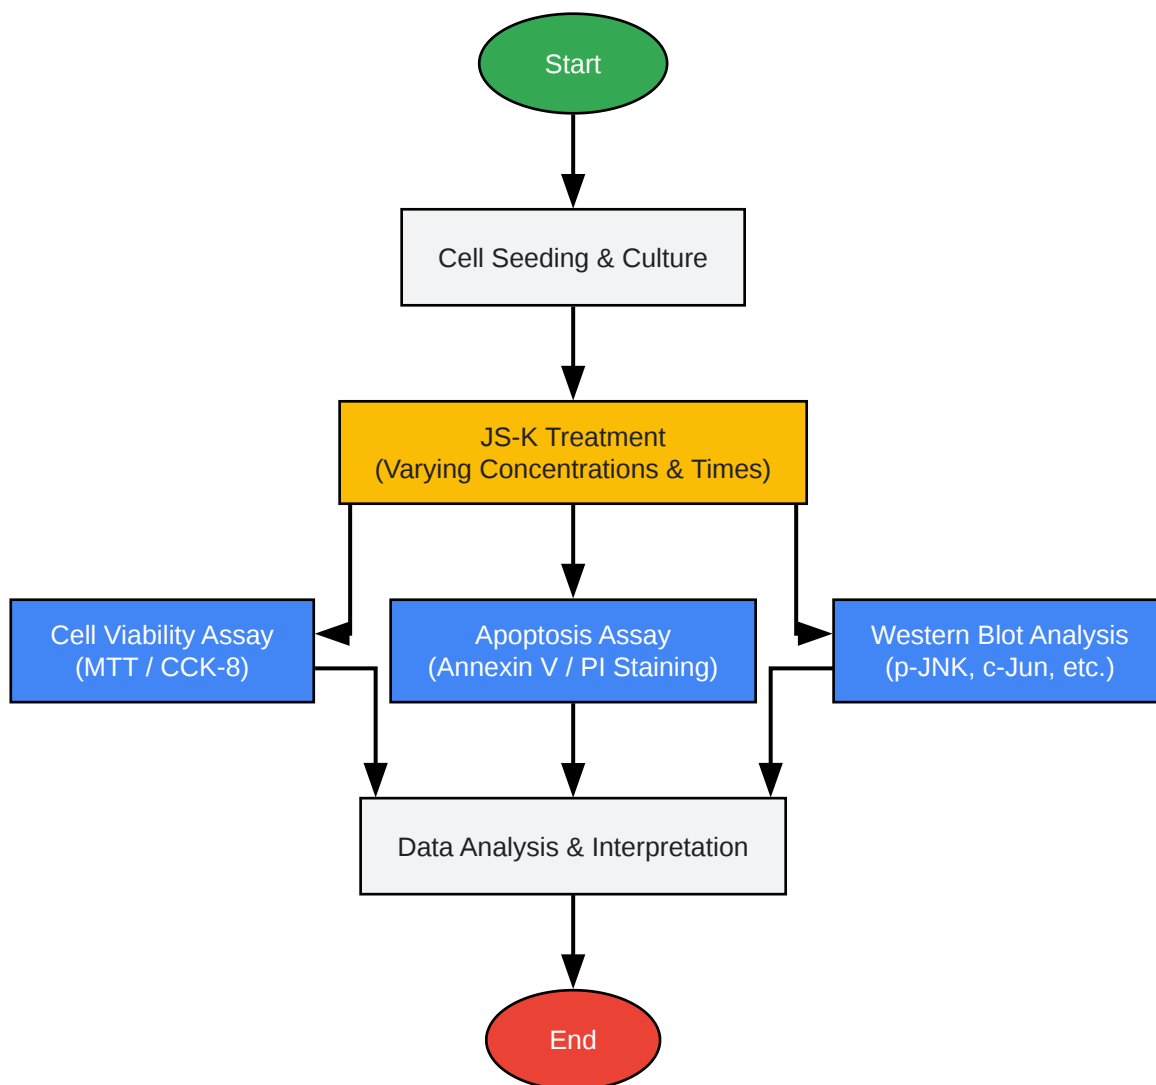 Start
Cell Seeding & Culture
JS-K Treatment
(Varying Concentrations & Times)
Cell Viability Assay
(MTT / CCK-8)
Apoptosis Assay
(Annexin V / PI Staining)
Western Blot Analysis
(p-JNK, c-Jun, etc.)
Data Analysis & Interpretation
End